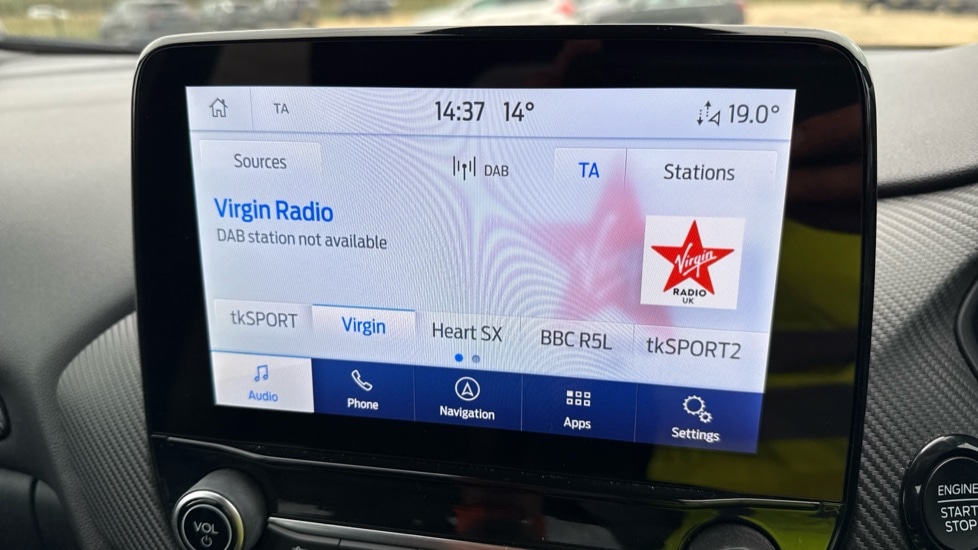 TA 14:37 14° 19.0°
Sources DAB TA Stations
Virgin Radio
DAB station not available
Virgin
RADIO
UK
tkSPORT Virgin Heart SX BBC R5L tkSPORT2
Audio Phone Navigation Apps Settings
VOL
ENGINE
START
STOP